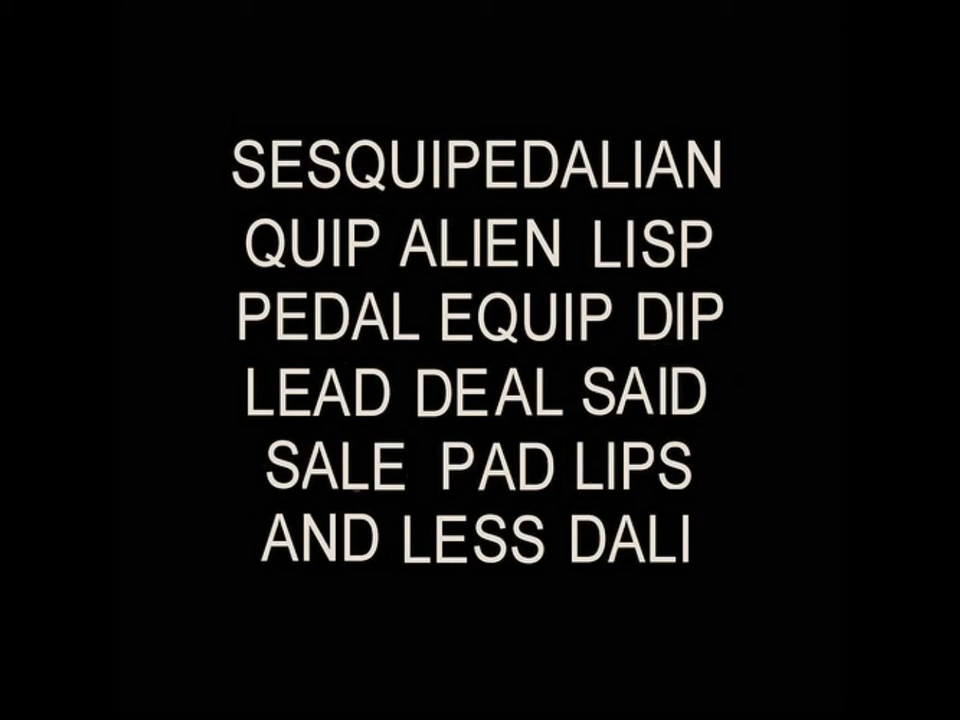 SESQUIPEDALIAN
QUIP ALIEN LISP
PEDAL EQUIP DIP
LEAD DEAL SAID
SALE PAD LIPS
AND LESS DALI